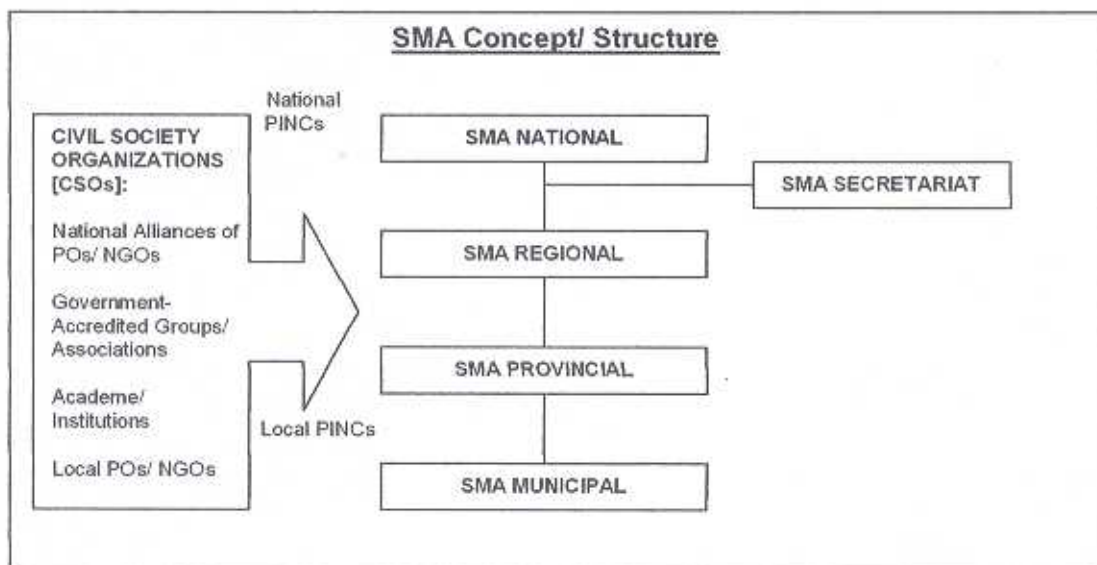 SMA Concept/ Structure
National
PINCs
CIVIL SOCIETY
ORGANIZATIONS
[CSOs]:
National Alliances of
POs/ NGOs
Government-
Accredited Groups/
Associations
Academe/
Institutions
Local POs/ NGOs
Local PINCs
SMA NATIONAL
SMA SECRETARIAT
SMA REGIONAL
SMA PROVINCIAL
SMA MUNICIPAL